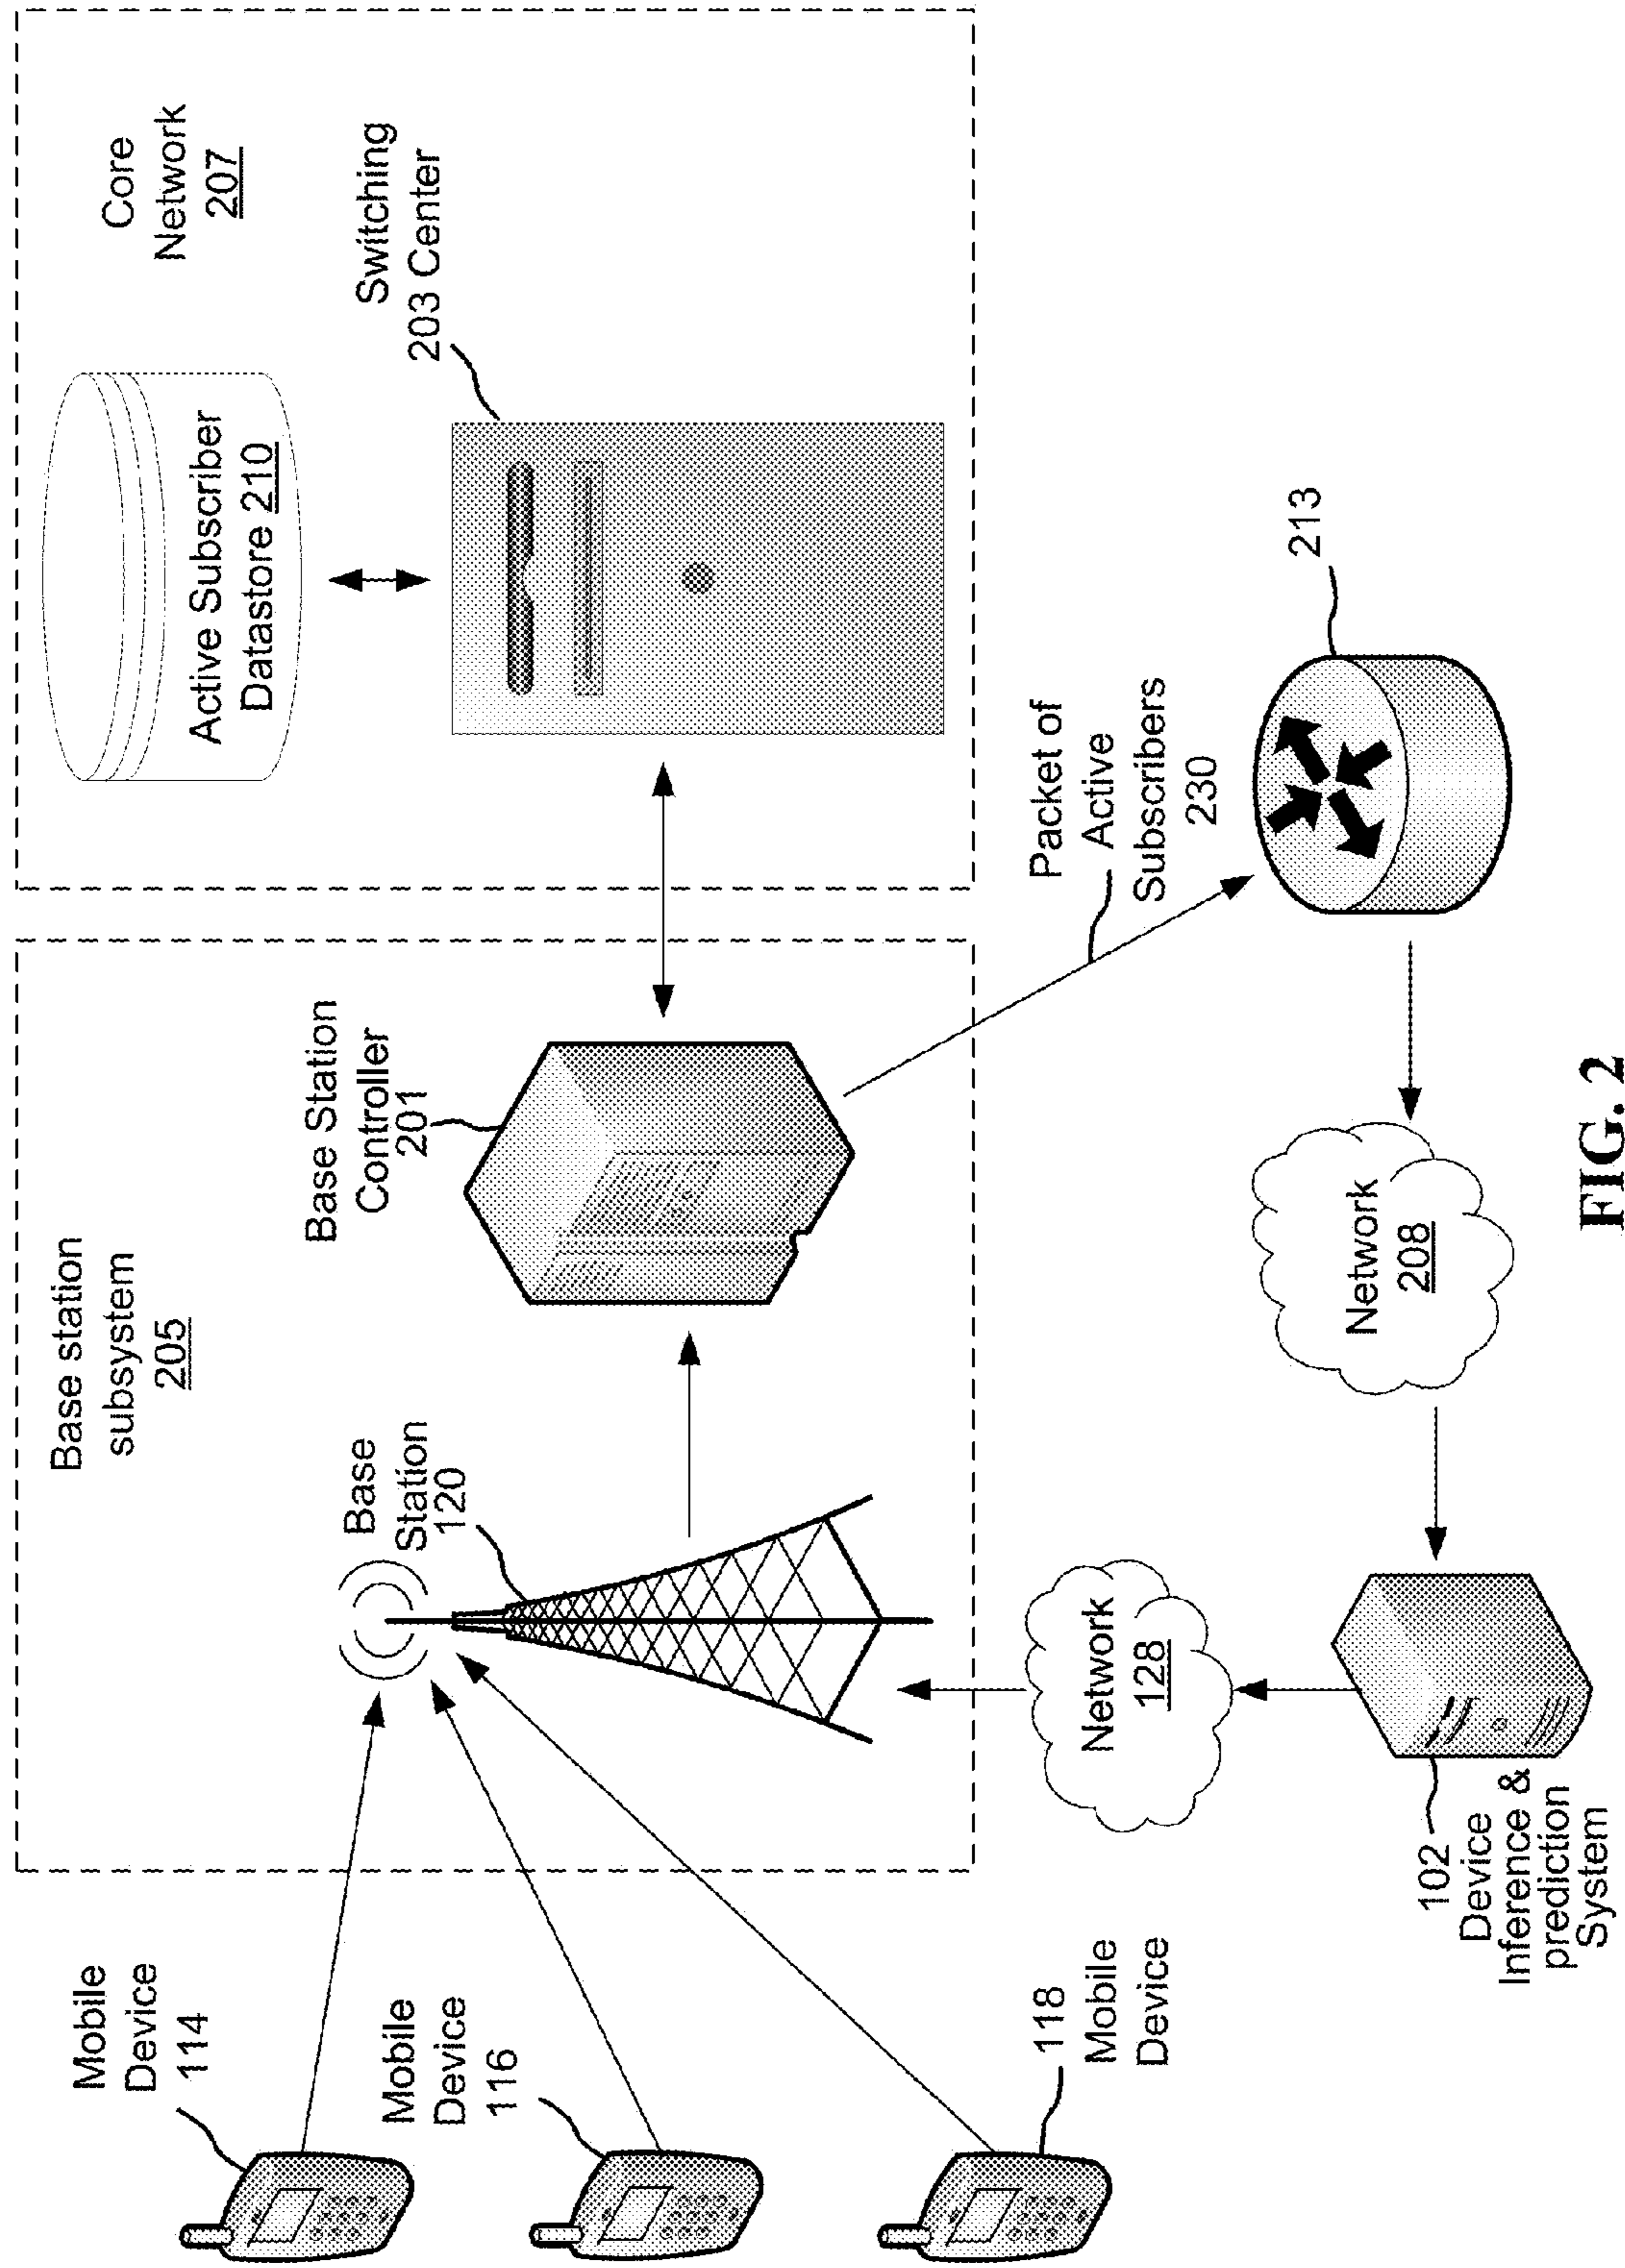 Mobile
Device
114
Mobile
Device
116
118
Mobile
Device
Base station
subsystem
205
Base
Station
120
Base Station
Controller
201
Core
Network
207
Active Subscriber
Datastore 210
Switching
203 Center
Packet of
Active
Subscribers
230
213
Network
208
Network
128
102
Device
Inference &
prediction
System
FIG. 2